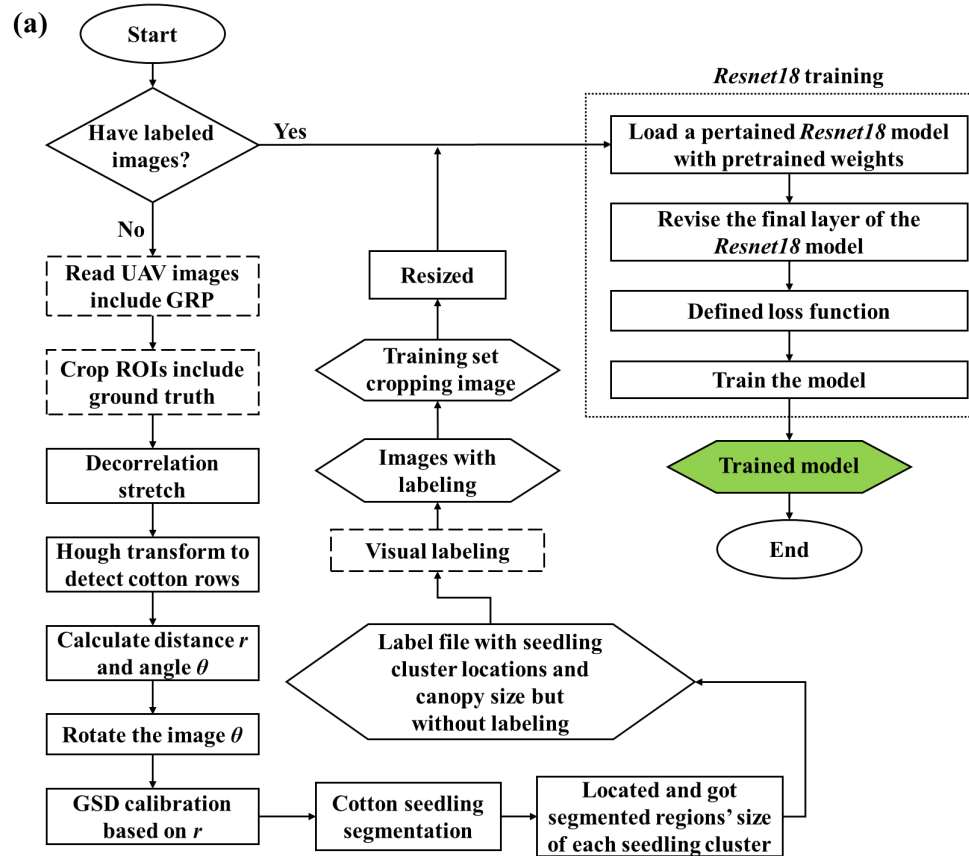 (a)
Start
Have labeled
images?
Yes
No
Read UAV images
include GRP
Crop ROIs include
ground truth
Decorrelation
stretch
Hough transform to
detect cotton rows
Calculate distance r
and angle θ
Rotate the image θ
GSD calibration
based on r
Cotton seedling
segmentation
Located and got
segmented regions' size
of each seedling cluster
Label file with seedling
cluster locations and
canopy size but
without labeling
Visual labeling
Images with
labeling
Training set
cropping image
Resized
Resnet18 training
Load a pertained Resnet18 model
with pretrained weights
Revise the final layer of the
Resnet18 model
Defined loss function
Train the model
Trained model
End